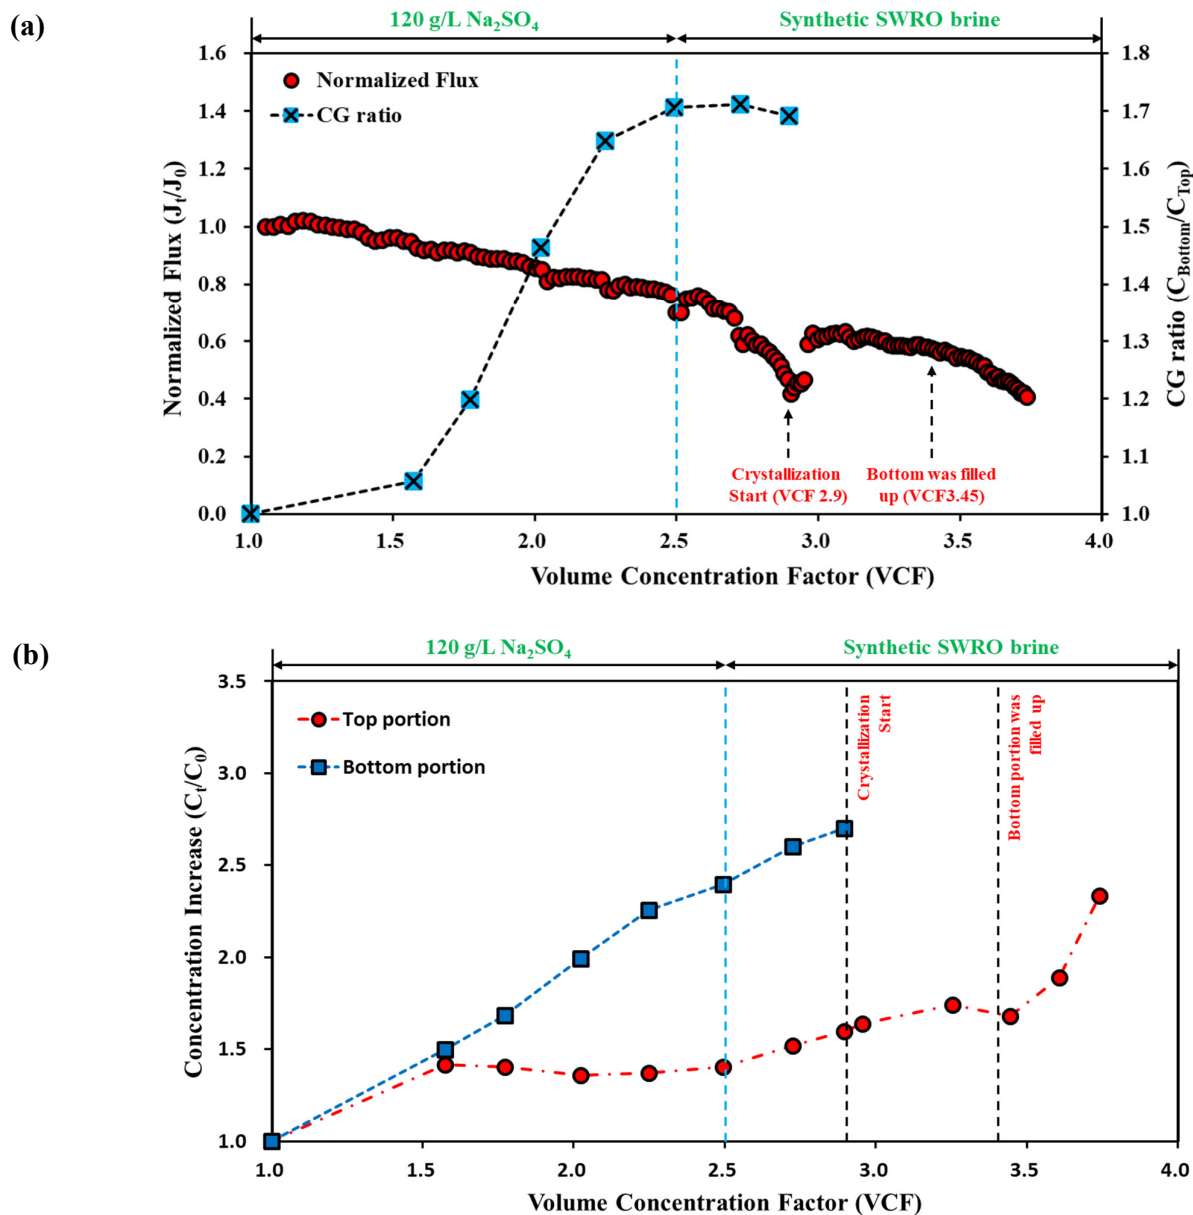 (a)
120 g/L Na₂SO₄
Synthetic SWRO brine
Normalized Flux
CG ratio
Normalized Flux (Jt/J₀)
1.6
1.4
1.2
1.0
0.8
0.6
0.4
0.2
0.0
CG ratio (CBottom/CTop)
1.8
1.7
1.6
1.5
1.4
1.3
1.2
1.1
1.0
Crystallization
Start (VCF 2.9)
Bottom was filled
up (VCF3.45)
1.0
1.5
2.0
2.5
3.0
3.5
4.0
Volume Concentration Factor (VCF)
(b)
120 g/L Na₂SO₄
Synthetic SWRO brine
Top portion
Bottom portion
Concentration Increase (Ct/C₀)
3.5
3.0
2.5
2.0
1.5
1.0
Crystallization
Start
Bottom portion was
filled up
1.0
1.5
2.0
2.5
3.0
3.5
4.0
Volume Concentration Factor (VCF)